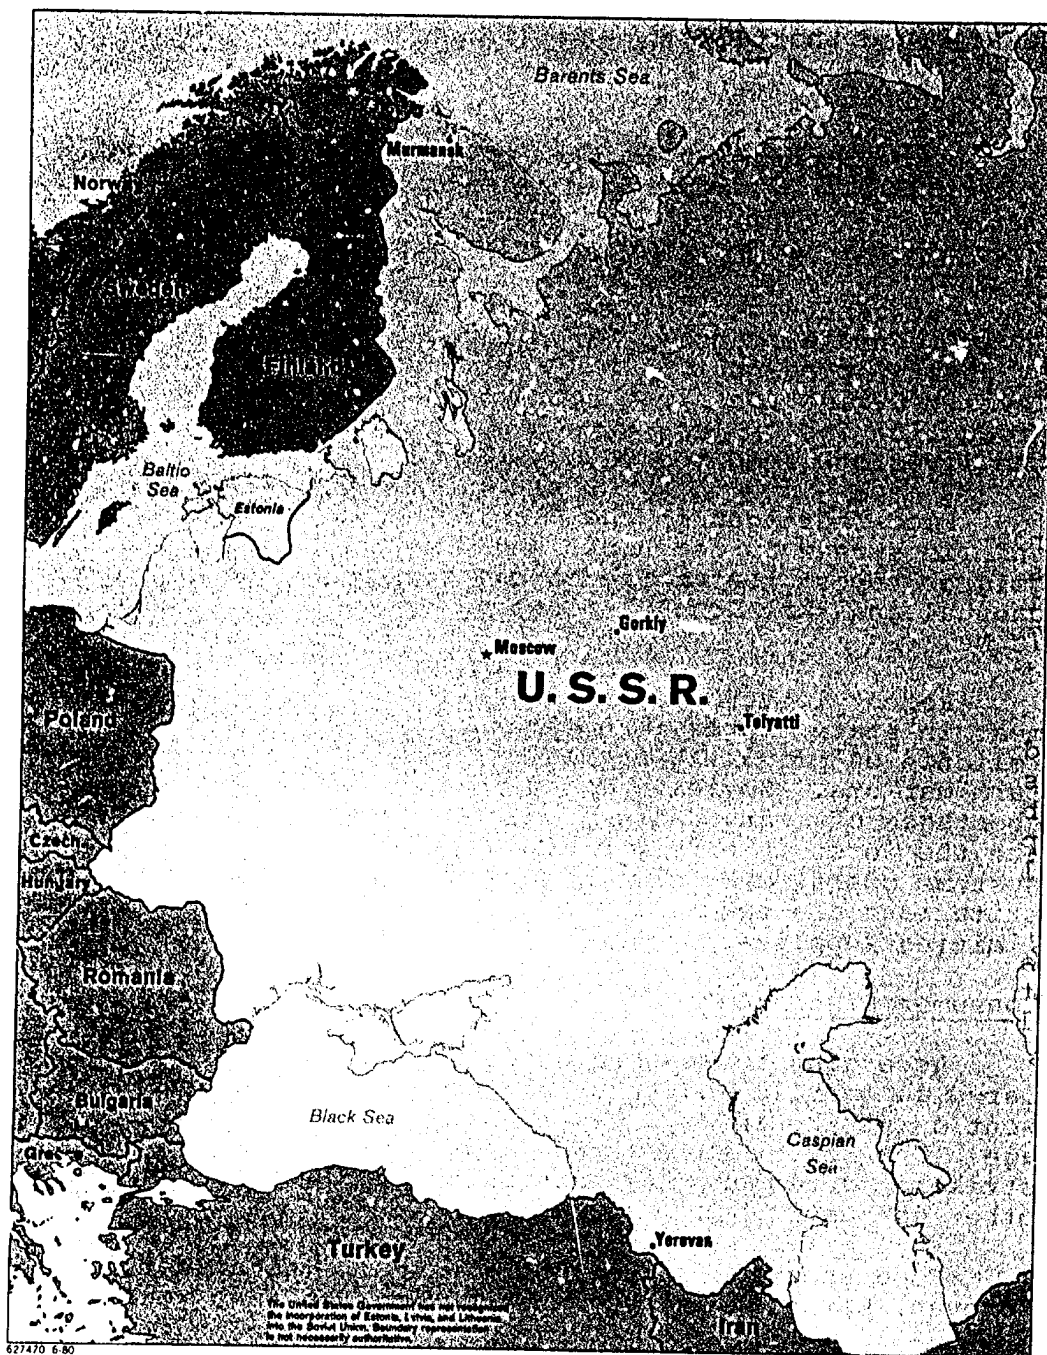 Barents Sea
Murmansk
Norway
Sweden
Finland
Baltic
Sea
Estonia
Gorkiy
Moscow
U. S. S. R.
Tolyatti
Poland
Czech.
Hungary
Romania
Bulgaria
Black Sea
Caspian
Sea
Greece
Yerevan
Turkey
Iran
The United States Government has not recognized
the incorporation of Estonia, Latvia, and Lithuania
into the Soviet Union. Boundary representation
is not necessarily authoritative.
627470 6-80